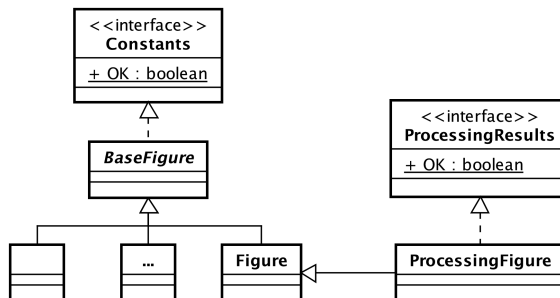 <<interface>>
Constants
+ OK : boolean
<<interface>>
ProcessingResults
+ OK : boolean
BaseFigure
...
Figure
ProcessingFigure